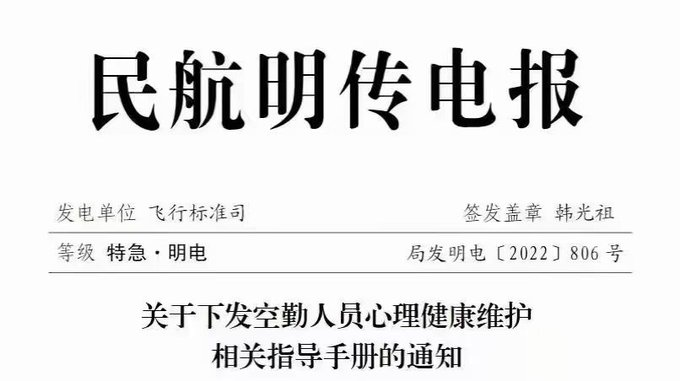 民航明传电报
发电单位 飞行标准司 签发盖章 韩光祖
等级 特急·明电 局发明电〔2022〕806 号
关于下发空勤人员心理健康维护
相关指导手册的通知